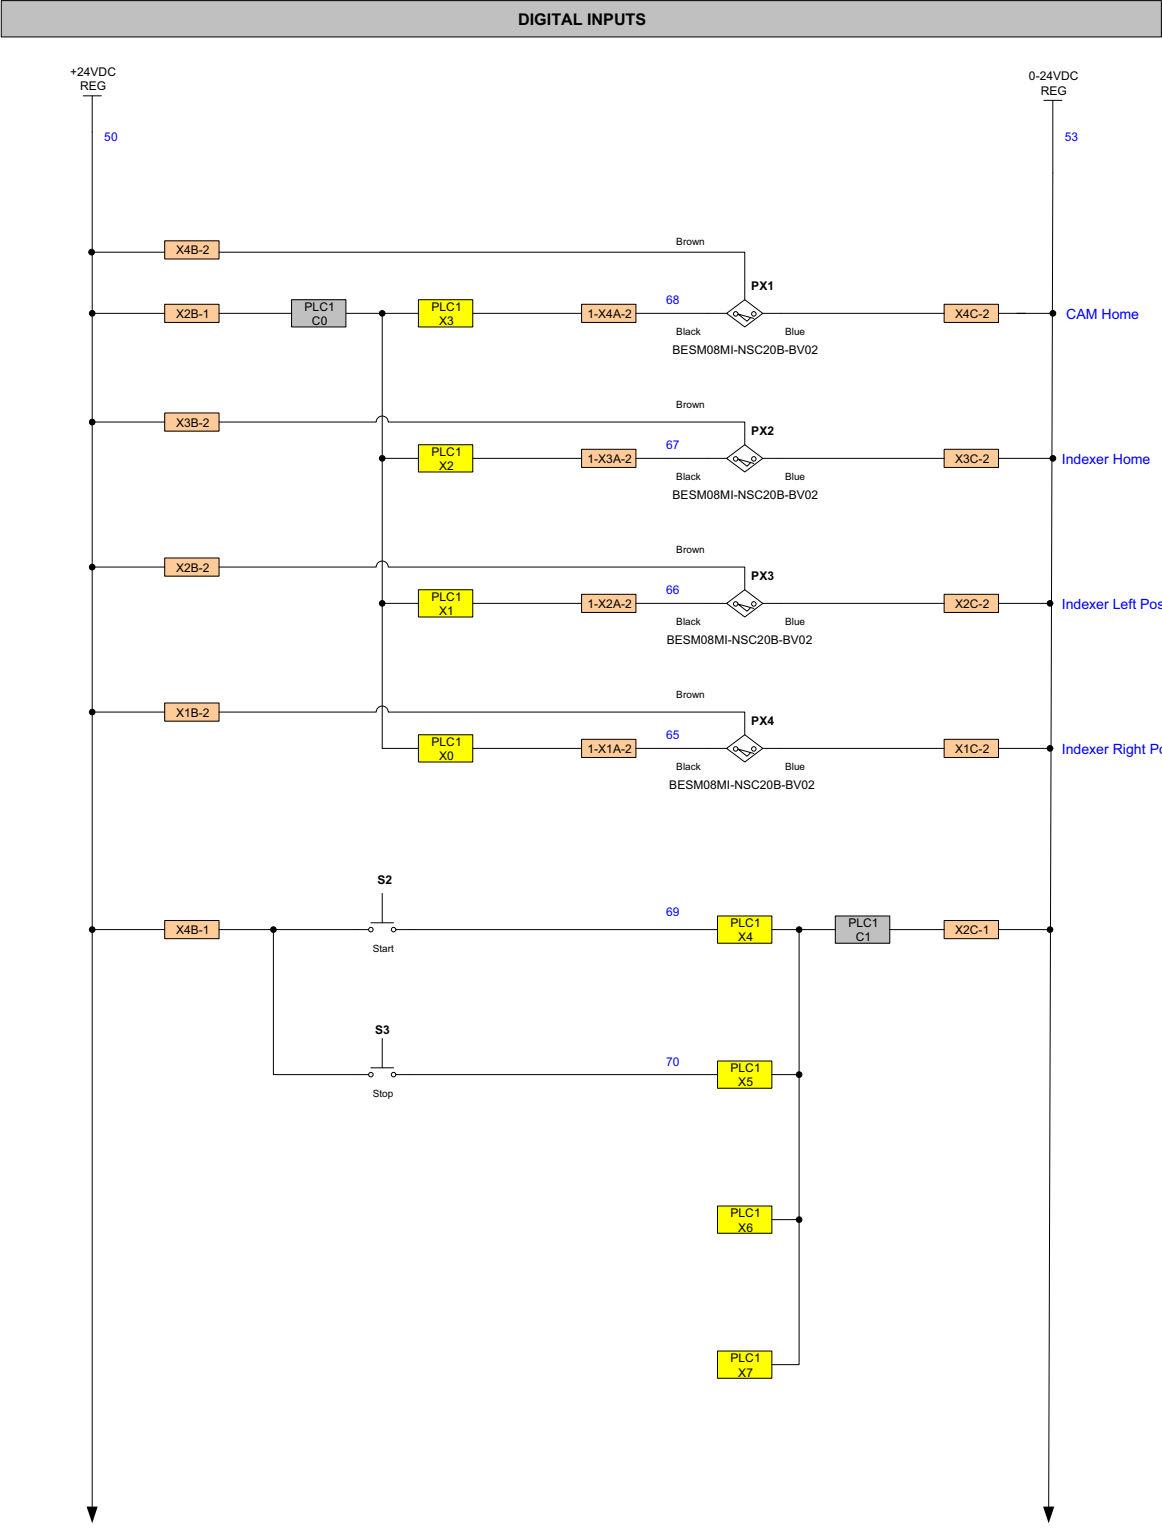 DIGITAL INPUTS
+24VDC
REG
0-24VDC
REG
50
53
X4B-2
Brown
PX1
X2B-1
PLC1
C0
PLC1
X3
1-X4A-2
68
Black
Blue
BESM08MI-NSC20B-BV02
X4C-2
CAM Home
X3B-2
Brown
PX2
PLC1
X2
1-X3A-2
67
Black
Blue
BESM08MI-NSC20B-BV02
X3C-2
Indexer Home
X2B-2
Brown
PX3
PLC1
X1
1-X2A-2
66
Black
Blue
BESM08MI-NSC20B-BV02
X2C-2
Indexer Left Pos
X1B-2
Brown
PX4
PLC1
X0
1-X1A-2
65
Black
Blue
BESM08MI-NSC20B-BV02
X1C-2
Indexer Right Po
S2
X4B-1
Start
69
PLC1
X4
PLC1
C1
X2C-1
S3
Stop
70
PLC1
X5
PLC1
X6
PLC1
X7